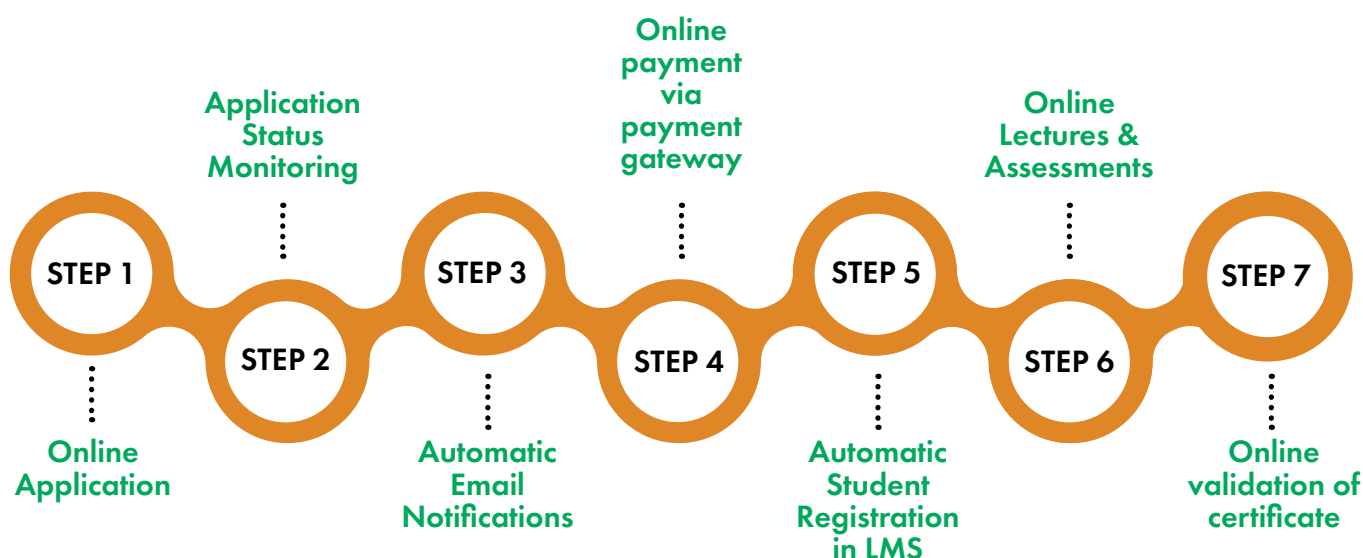 STEP 1
Online
Application
Application
Status
Monitoring
STEP 2
STEP 3
Automatic
Email
Notifications
Online
payment
via
payment
gateway
STEP 4
STEP 5
Automatic
Student
Registration
in LMS
Online
Lectures &
Assessments
STEP 6
STEP 7
Online
validation of
certificate